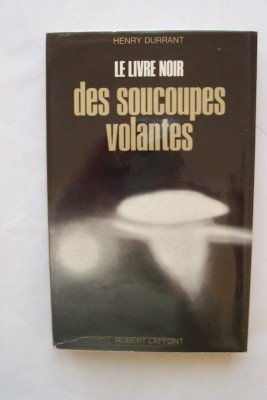 HENRY DURRANT
LE LIVRE NOIR
des soucoupes
volantes
ROBERT LAFFONT